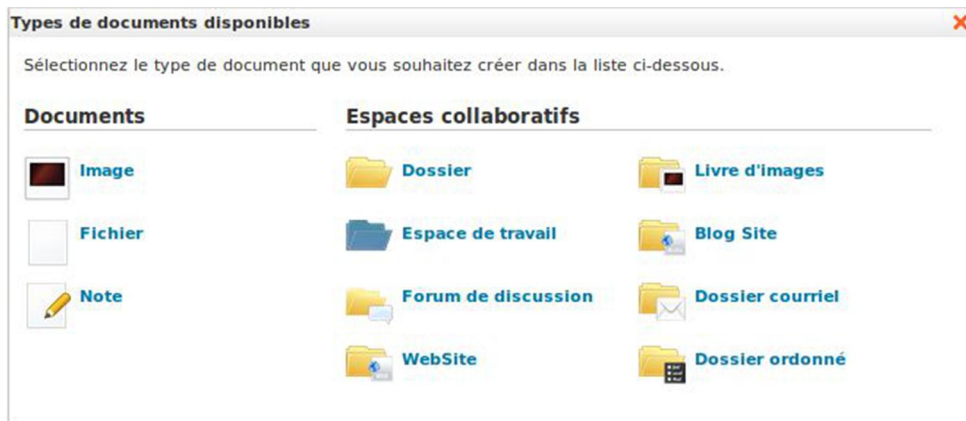 Types de documents disponibles
Sélectionnez le type de document que vous souhaitez créer dans la liste ci-dessous.
Documents
Image
Fichier
Note
Espaces collaboratifs
Dossier
Livre d'images
Espace de travail
Blog Site
Forum de discussion
Dossier courriel
WebSite
Dossier ordonné